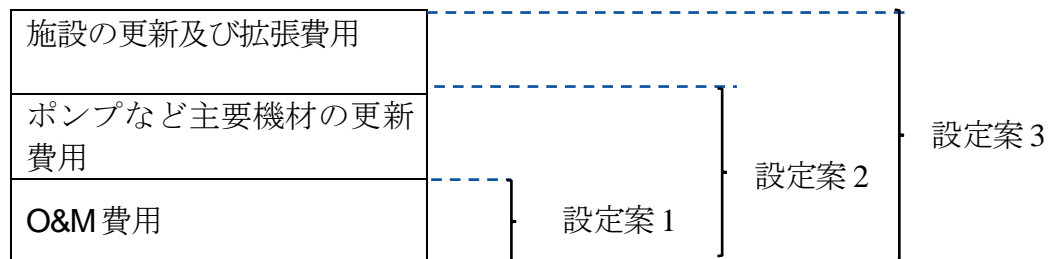 施設の更新及び拡張費用
ポンプなど主要機材の更新
費用
O&M 費用
設定案 1
設定案 2
設定案 3